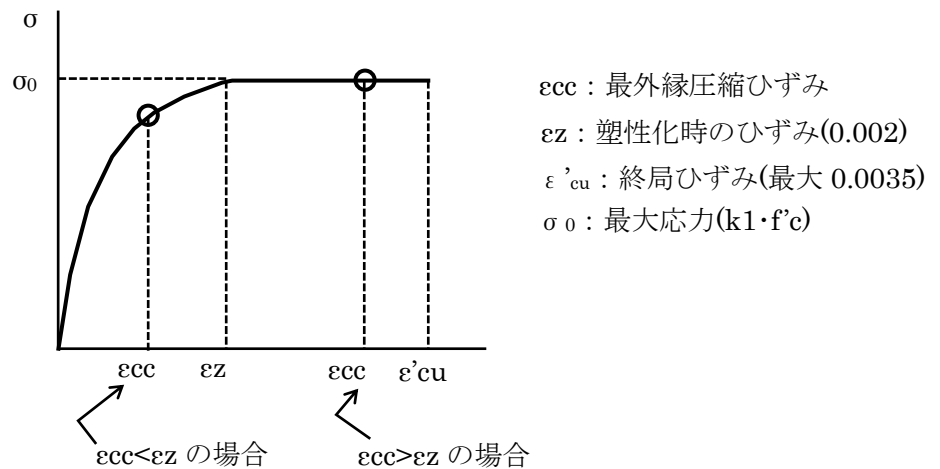 σ
σ0
εcc：最外縁圧縮ひずみ
εz：塑性化時のひずみ(0.002)
ε’cu：終局ひずみ(最大 0.0035)
σ0：最大応力(k1･f’c)
εcc εz εcc ε’cu
εcc<εz の場合 εcc>εz の場合